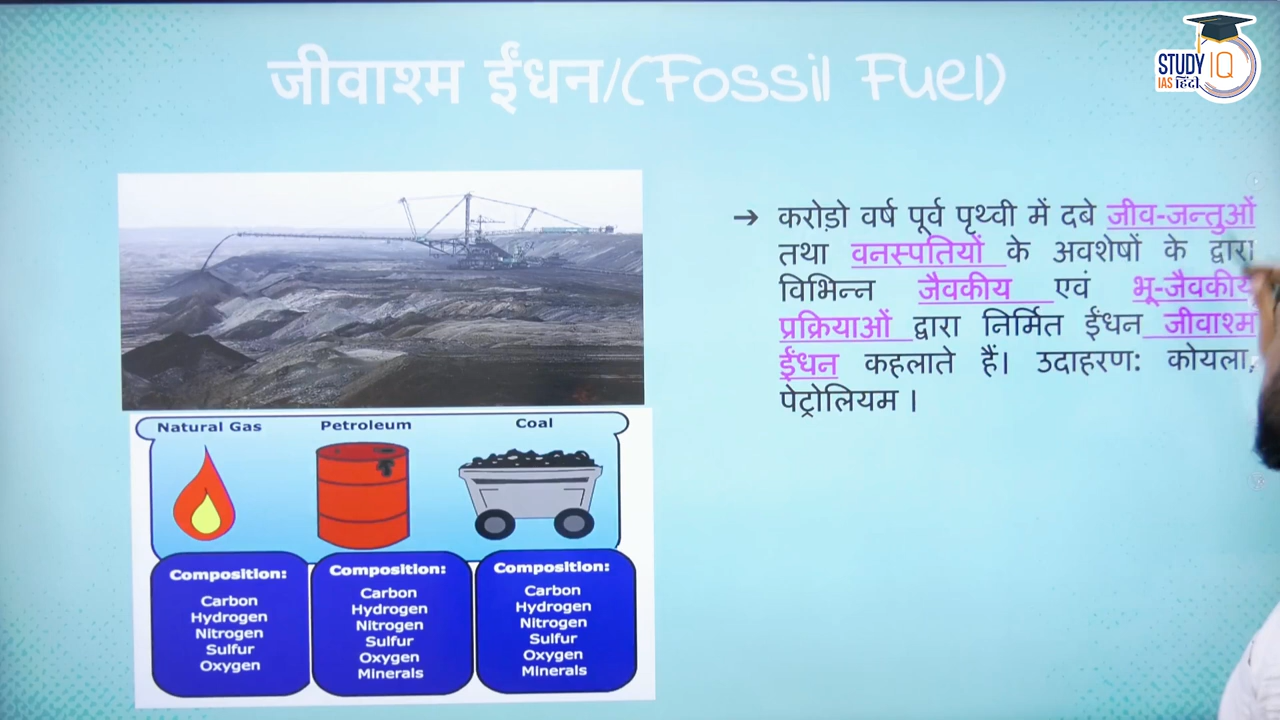 जीवाश्म ईंधन/(Fossil Fuel)
STUDY IQ
IAS हिंदी
➔ करोड़ो वर्ष पूर्व पृथ्वी में दबे जीव-जन्तुओं
तथा वनस्पतियों के अवशेषों के द्वारा
विभिन्न जैवकीय एवं भू-जैवकीय
प्रक्रियाओं द्वारा निर्मित ईंधन जीवाश्म
ईंधन कहलाते हैं। उदाहरण: कोयला,
पेट्रोलियम ।
Natural Gas
Petroleum
Coal
Composition:
Carbon
Hydrogen
Nitrogen
Sulfur
Oxygen
Composition:
Carbon
Hydrogen
Nitrogen
Sulfur
Oxygen
Minerals
Composition:
Carbon
Hydrogen
Nitrogen
Sulfur
Oxygen
Minerals